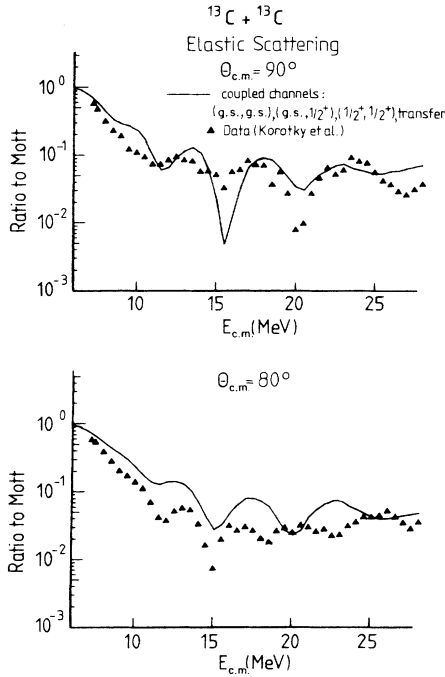 ¹³C + ¹³C
Elastic Scattering
Θc.m. = 90°
coupled channels :
(g.s.,g.s.),(g.s.,1/2⁺),(1/2⁺,1/2⁺),transfer
▲ Data (Korotky et al.)
Ratio to Mott
10⁰
10⁻¹
10⁻²
10⁻³
10 15 20 25
Ec.m.(MeV)
Θc.m. = 80°
Ratio to Mott
10⁰
10⁻¹
10⁻²
10⁻³
10 15 20 25
Ec.m.(MeV)